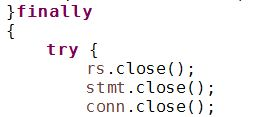 }finally
{
    try {
        rs.close();
        stmt.close();
        conn.close();